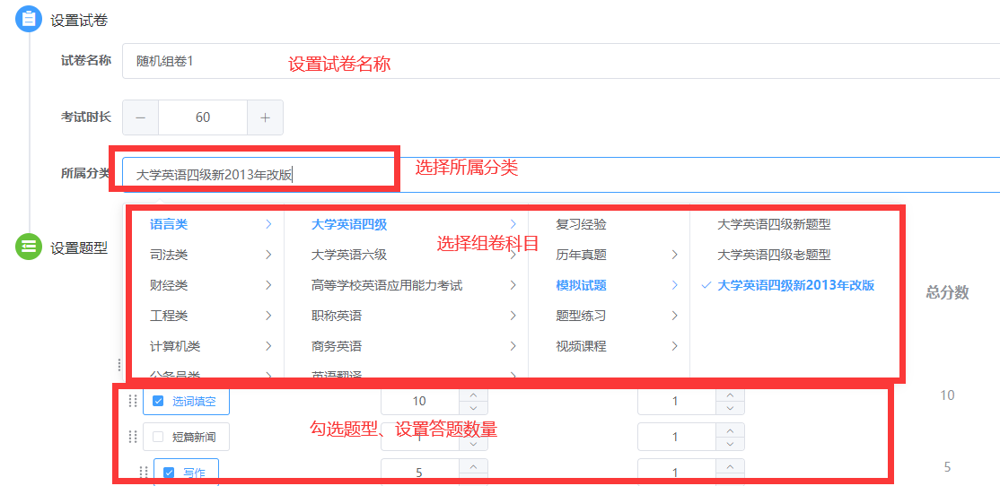 设置试卷
试卷名称 随机组卷1 设置试卷名称
考试时长 60
所属分类 大学英语四级新2013年改版 选择所属分类
语言类 大学英语四级 复习经验 大学英语四级新题型
选择组卷科目
设置题型
司法类 大学英语六级 历年真题 大学英语四级老题型
财经类 高等学校英语应用能力考试 模拟试题 大学英语四级新2013年改版 总分数
工程类 职称英语 题型练习
计算机类 商务英语 视频课程
公务员类 英语翻译
选词填空 10 1 10
勾选题型、设置答题数量
短篇新闻 1 1
写作 5 1 5